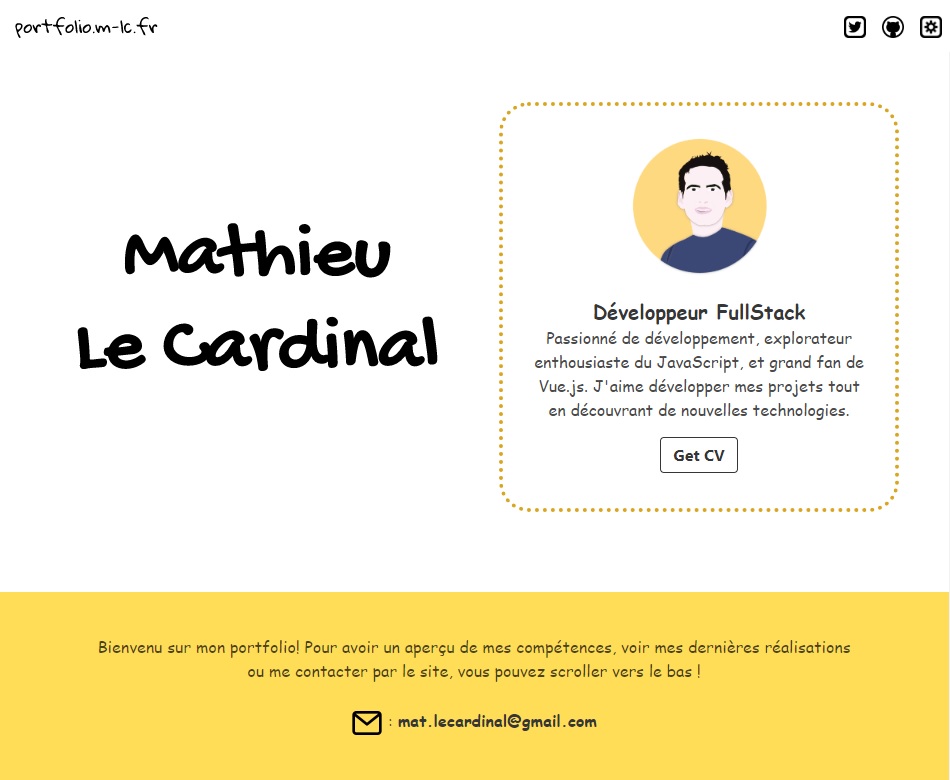 portfolio.m-lc.fr
Mathieu
Le Cardinal
Développeur FullStack
Passionné de développement, explorateur
enthousiaste du JavaScript, et grand fan de
Vue.js. J'aime développer mes projets tout
en découvrant de nouvelles technologies.
Get CV
Bienvenu sur mon portfolio! Pour avoir un aperçu de mes compétences, voir mes dernières réalisations
ou me contacter par le site, vous pouvez scroller vers le bas !
: mat.lecardinal@gmail.com